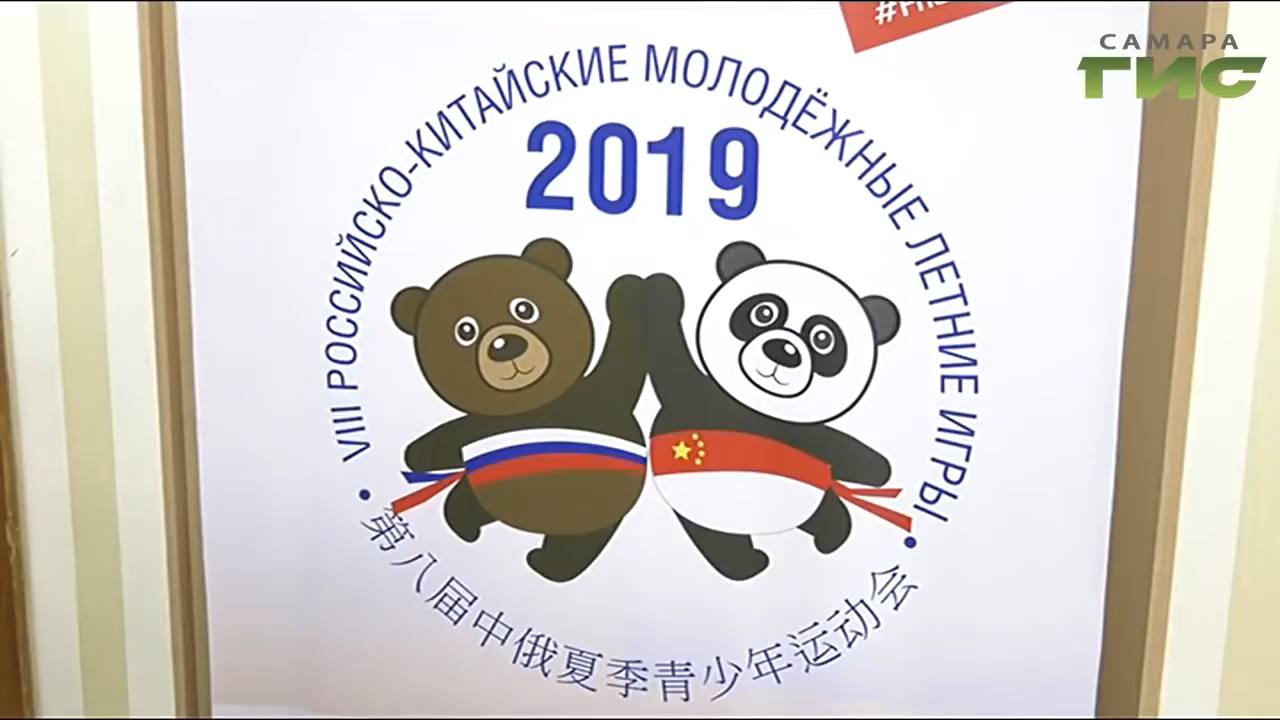 САМАРА
ГИС
VIII РОССИЙСКО-КИТАЙСКИЕ МОЛОДЁЖНЫЕ ЛЕТНИЕ ИГРЫ
2019
第八届中俄夏季青少年运动会